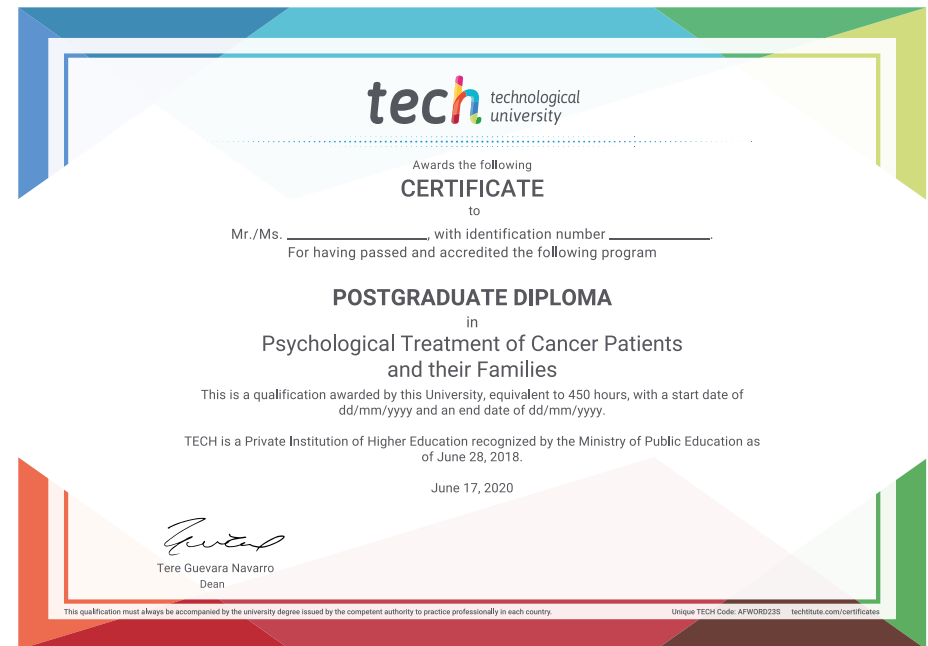 tech technological
university
Awards the following
CERTIFICATE
to
Mr./Ms. ____________________, with identification number ______________.
For having passed and accredited the following program
POSTGRADUATE DIPLOMA
in
Psychological Treatment of Cancer Patients
and their Families
This is a qualification awarded by this University, equivalent to 450 hours, with a start date of
dd/mm/yyyy and an end date of dd/mm/yyyy.
TECH is a Private Institution of Higher Education recognized by the Ministry of Public Education as
of June 28, 2018.
June 17, 2020
Tere Guevara Navarro
Dean
This qualification must always be accompanied by the university degree issued by the competent authority to practice professionally in each country.
Unique TECH Code: AFWORD23S techtitute.com/certificates